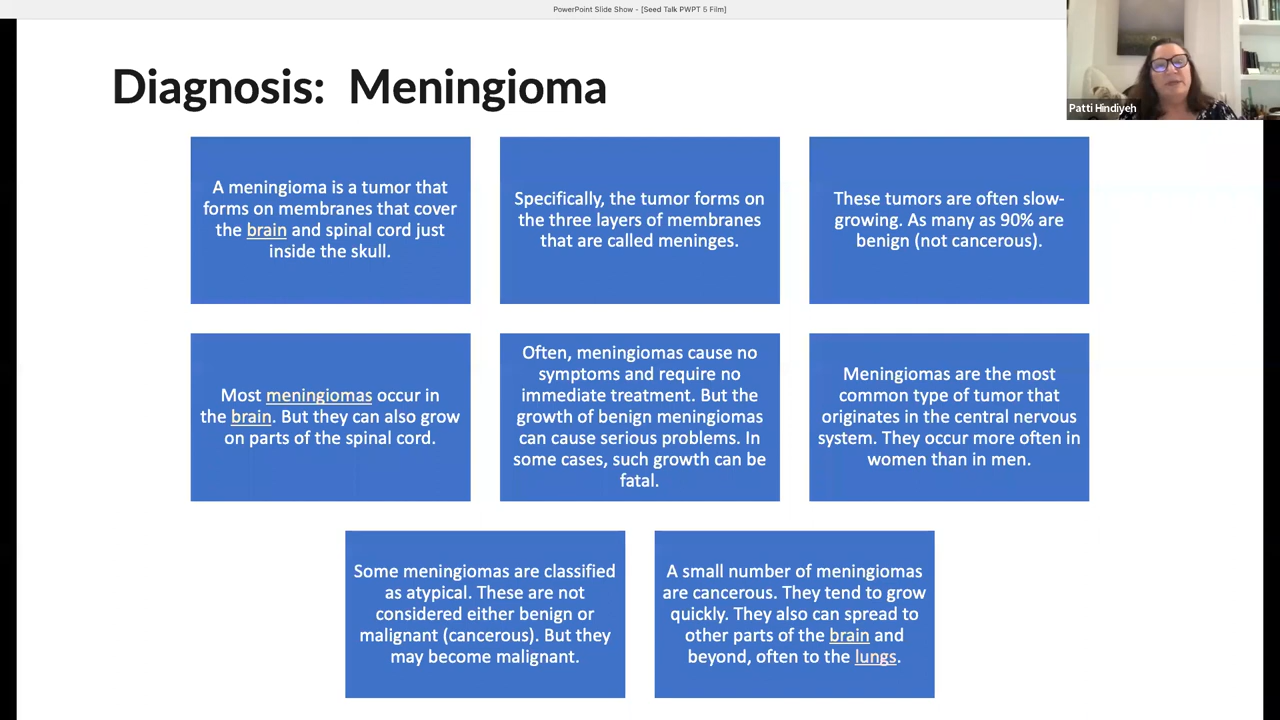 PowerPoint Slide Show - [Seed Talk PWPT 5 Film]
Patti Hindiyeh
Diagnosis: Meningioma
A meningioma is a tumor that
forms on membranes that cover
the brain and spinal cord just
inside the skull.
Specifically, the tumor forms on
the three layers of membranes
that are called meninges.
These tumors are often slow-
growing. As many as 90% are
benign (not cancerous).
Most meningiomas occur in
the brain. But they can also grow
on parts of the spinal cord.
Often, meningiomas cause no
symptoms and require no
immediate treatment. But the
growth of benign meningiomas
can cause serious problems. In
some cases, such growth can be
fatal.
Meningiomas are the most
common type of tumor that
originates in the central nervous
system. They occur more often in
women than in men.
Some meningiomas are classified
as atypical. These are not
considered either benign or
malignant (cancerous). But they
may become malignant.
A small number of meningiomas
are cancerous. They tend to grow
quickly. They also can spread to
other parts of the brain and
beyond, often to the lungs.